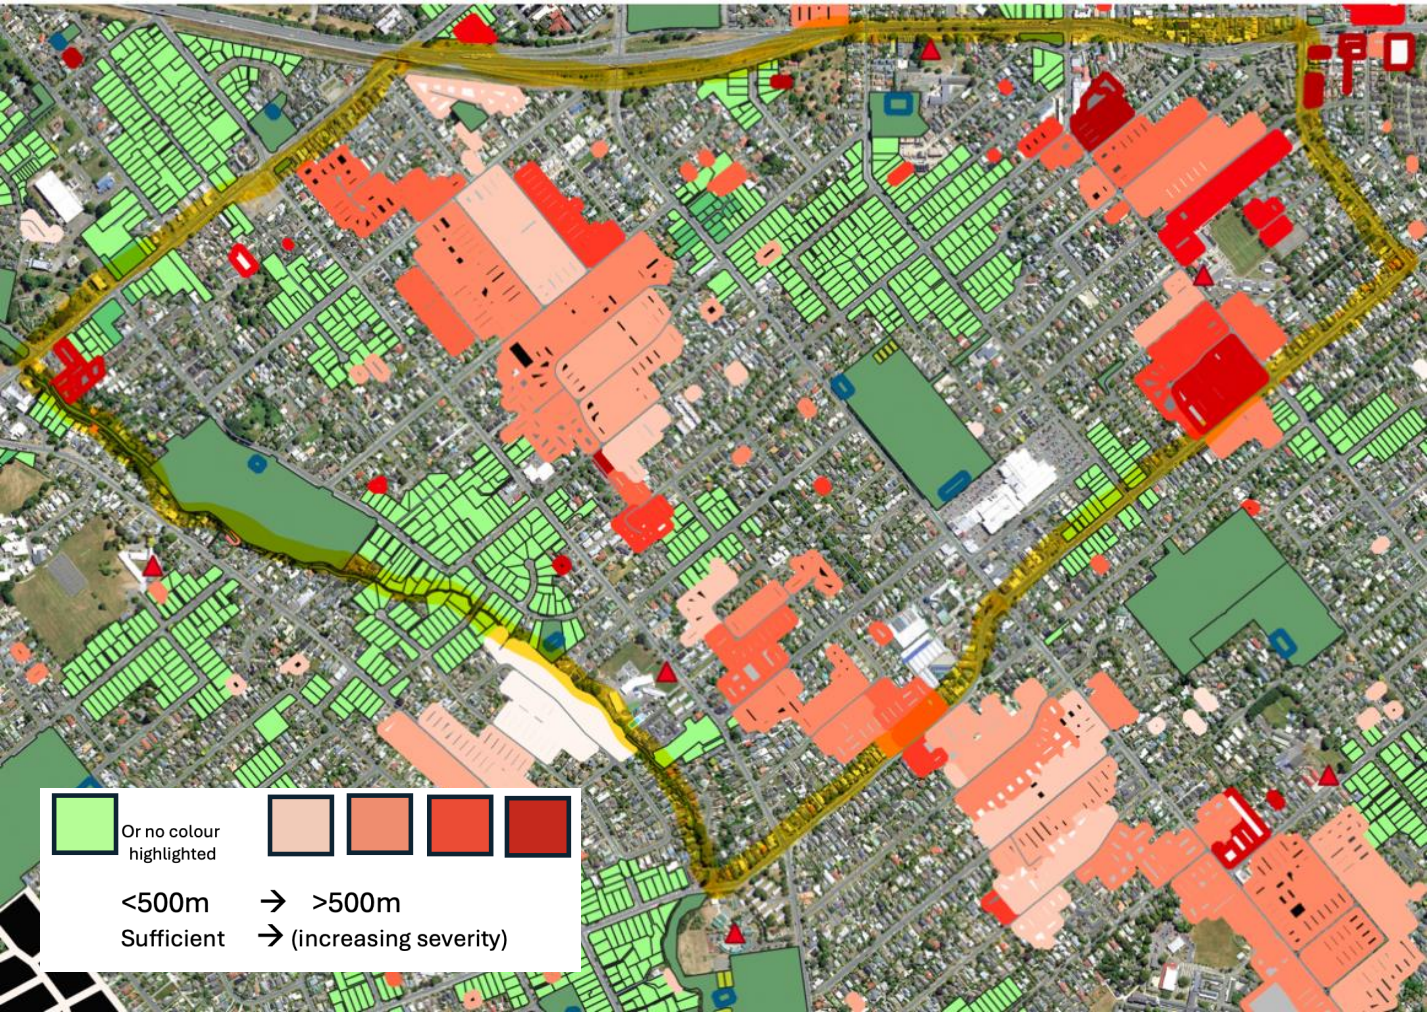 Or no colour
highlighted
<500m → >500m
Sufficient → (increasing severity)